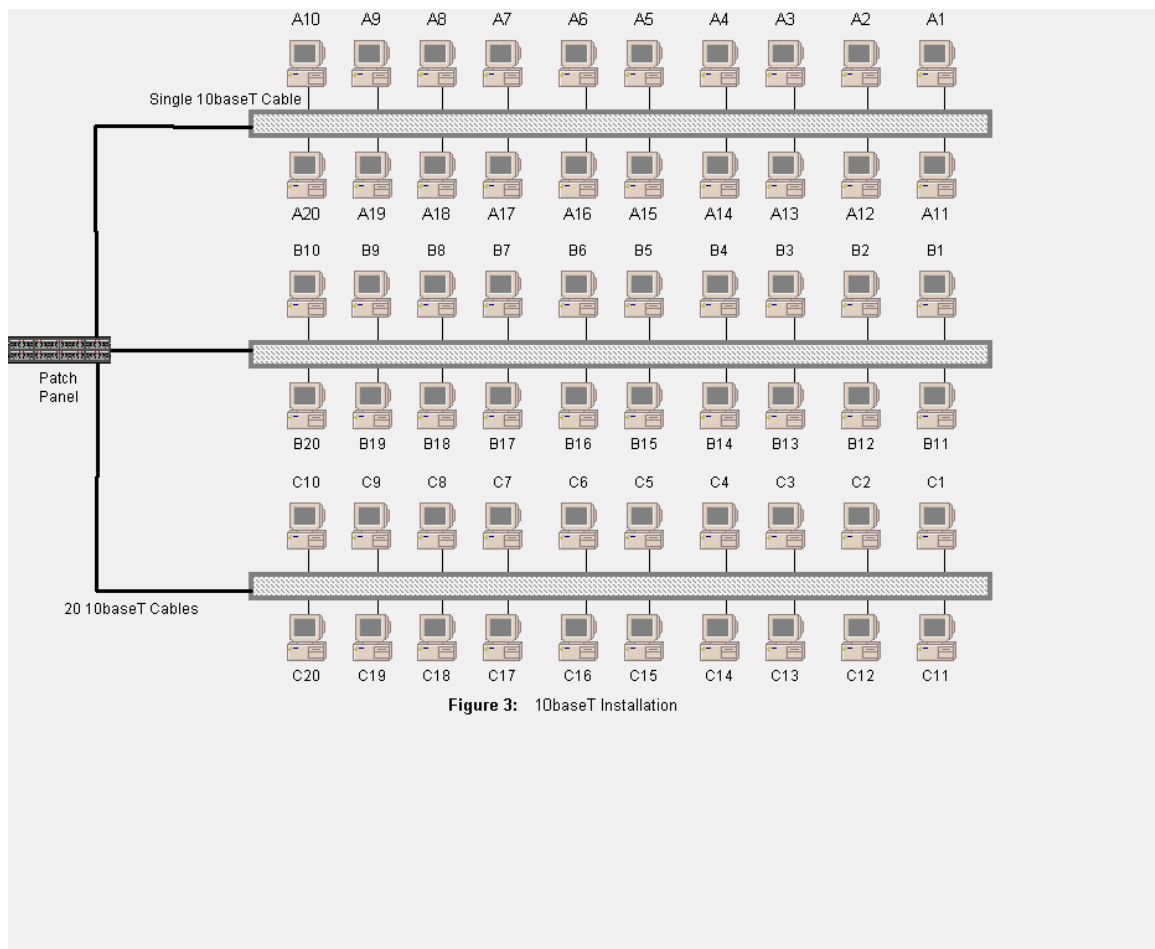 A10 A9 A8 A7 A6 A5 A4 A3 A2 A1
Single 10baseT Cable
A20 A19 A18 A17 A16 A15 A14 A13 A12 A11
B10 B9 B8 B7 B6 B5 B4 B3 B2 B1
Patch
Panel
B20 B19 B18 B17 B16 B15 B14 B13 B12 B11
C10 C9 C8 C7 C6 C5 C4 C3 C2 C1
20 10baseT Cables
C20 C19 C18 C17 C16 C15 C14 C13 C12 C11
Figure 3: 10baseT Installation